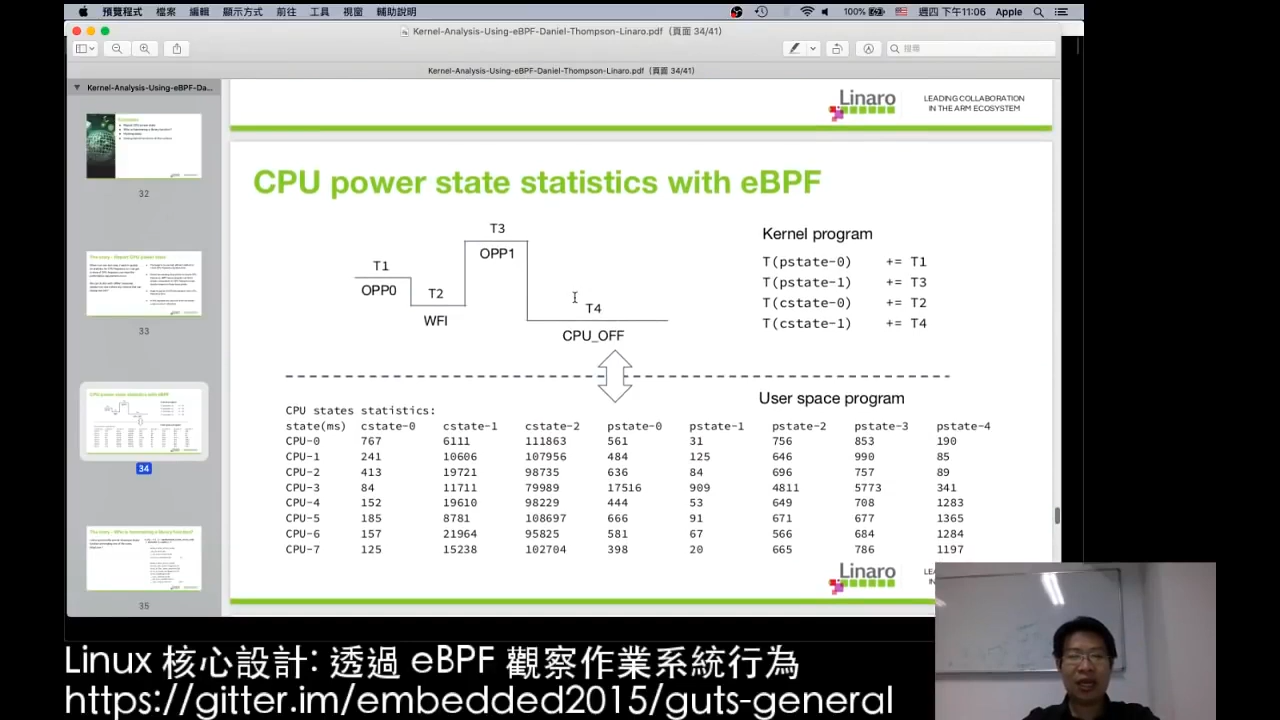 預覽程式 檔案 編輯 顯示方式 前往 工具 視窗 輔助說明 100% 週四 下午11:06 Apple
Kernel-Analysis-Using-eBPF-Daniel-Thompson-Linaro.pdf (頁面 34/41)
搜尋
Kernel-Analysis-Using-eBPF-Daniel-Thompson-Linaro.pdf (頁面 34/41)
Kernel-Analysis-Using-eBPF-Da...
32
33
CPU power state statistics with eBPF
34
35
Linaro
LEADING COLLABORATION
IN THE ARM ECOSYSTEM
CPU power state statistics with eBPF
T1
OPP0
T2
WFI
T3
OPP1
T4
CPU_OFF
Kernel program
T(pstate-0) += T1
T(pstate-1) += T3
T(cstate-0) += T2
T(cstate-1) += T4
User space program
CPU states statistics:
state(ms) cstate-0 cstate-1 cstate-2 pstate-0 pstate-1 pstate-2 pstate-3 pstate-4
CPU-0 767 6111 111863 561 31 756 853 190
CPU-1 241 10606 107956 484 125 646 990 85
CPU-2 413 19721 98735 636 84 696 757 89
CPU-3 84 11711 79989 17516 909 4811 5773 341
CPU-4 152 19610 98229 444 53 649 708 1283
CPU-5 185 8781 108697 666 91 671 677 1365
CPU-6 157 21964 95825 581 67 566 684 1284
CPU-7 125 15238 102704 398 20 665 786 1197
Linaro
Linux 核心設計: 透過 eBPF 觀察作業系統行為
https://gitter.im/embedded2015/guts-general